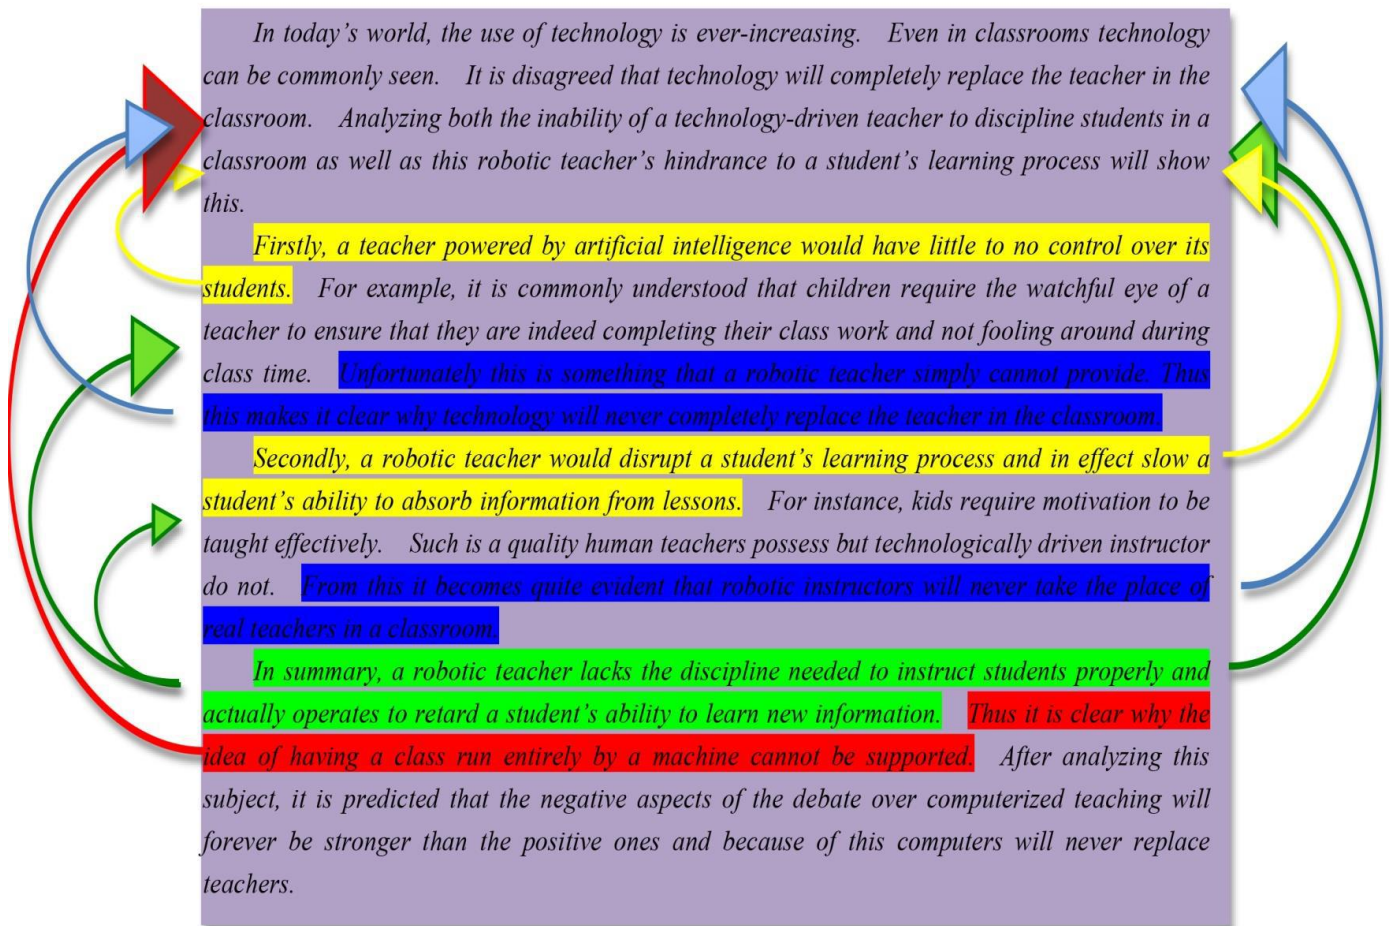 In today’s world, the use of technology is ever-increasing. Even in classrooms technology
can be commonly seen. It is disagreed that technology will completely replace the teacher in the
classroom. Analyzing both the inability of a technology-driven teacher to discipline students in a
classroom as well as this robotic teacher’s hindrance to a student’s learning process will show
this.
Firstly, a teacher powered by artificial intelligence would have little to no control over its
students. For example, it is commonly understood that children require the watchful eye of a
teacher to ensure that they are indeed completing their class work and not fooling around during
class time. Unfortunately this is something that a robotic teacher simply cannot provide. Thus
this makes it clear why technology will never completely replace the teacher in the classroom.
Secondly, a robotic teacher would disrupt a student’s learning process and in effect slow a
student’s ability to absorb information from lessons. For instance, kids require motivation to be
taught effectively. Such is a quality human teachers possess but technologically driven instructor
do not. From this it becomes quite evident that robotic instructors will never take the place of
real teachers in a classroom.
In summary, a robotic teacher lacks the discipline needed to instruct students properly and
actually operates to retard a student’s ability to learn new information. Thus it is clear why the
idea of having a class run entirely by a machine cannot be supported. After analyzing this
subject, it is predicted that the negative aspects of the debate over computerized teaching will
forever be stronger than the positive ones and because of this computers will never replace
teachers.